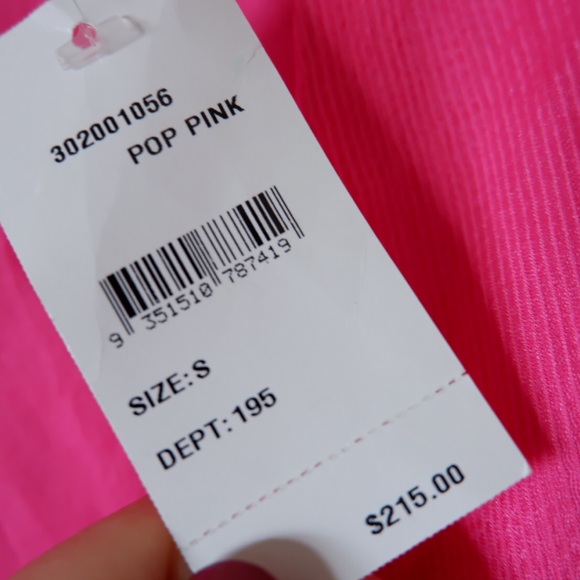 302001056
POP PINK
9 351510 787419
SIZE: S
DEPT: 195
$215.00